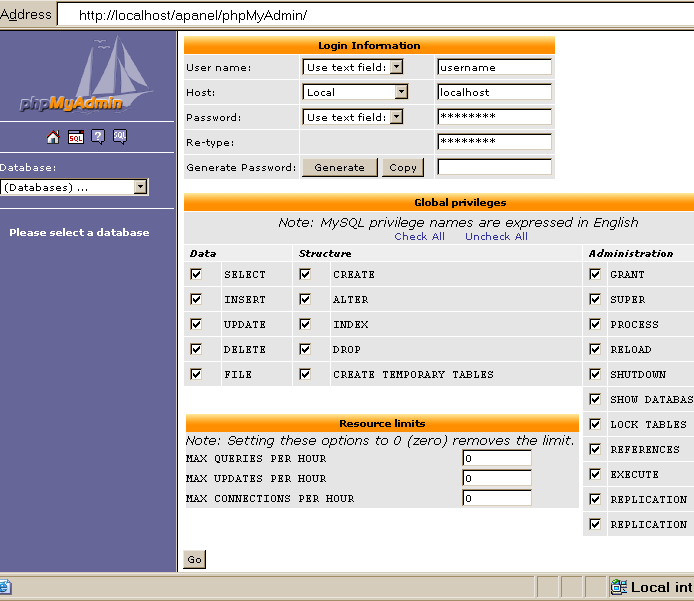 Address http://localhost/apanel/phpMyAdmin/
phpMyAdmin
SQL ? SQL
Database:
(Databases) ...
Please select a database
Login Information
User name: Use text field: username
Host: Local localhost
Password: Use text field: ********
Re-type: ********
Generate Password: Generate Copy
Global privileges
Note: MySQL privilege names are expressed in English
Check All Uncheck All
Data Structure Administration
SELECT CREATE GRANT
INSERT ALTER SUPER
UPDATE INDEX PROCESS
DELETE DROP RELOAD
FILE CREATE TEMPORARY TABLES SHUTDOWN
SHOW DATABAS
LOCK TABLES
REFERENCES
EXECUTE
REPLICATION
REPLICATION
Resource limits
Note: Setting these options to 0 (zero) removes the limit.
MAX QUERIES PER HOUR 0
MAX UPDATES PER HOUR 0
MAX CONNECTIONS PER HOUR 0
Go
Local int